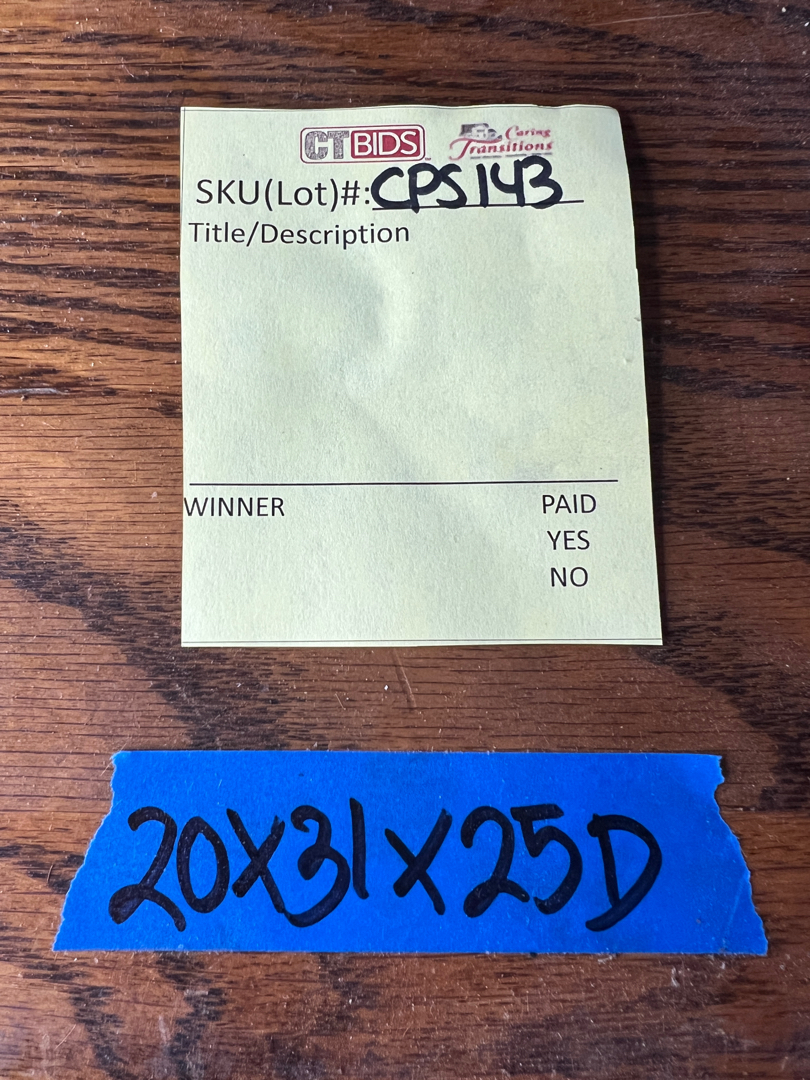 CTBIDS Caring Transitions
SKU(Lot)#: CPS143
Title/Description
WINNER PAID
YES
NO
20X31X25D